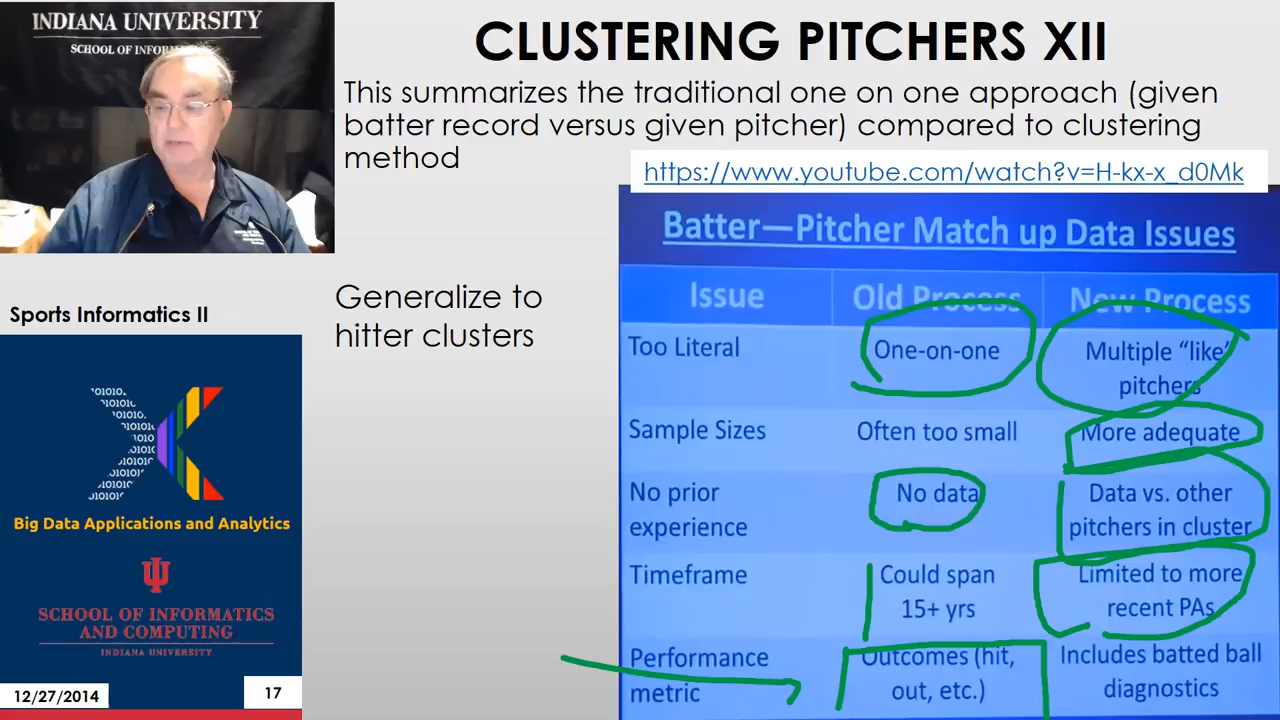 INDIANA UNIVERSITY
CLUSTERING PITCHERS XII
This summarizes the traditional one on one approach (given
batter record versus given pitcher) compared to clustering
method
https://www.youtube.com/watch?v=H-kx-x_d0Mk
Generalize to
hitter clusters
Batter—Pitcher Match up Data Issues
Issue Old Process New Process
Too Literal One-on-one Multiple “like”
pitchers
Sample Sizes Often too small More adequate
No prior No data Data vs. other
experience pitchers in cluster
Timeframe Could span Limited to more
15+ yrs recent PAs
Performance Outcomes (hit, Includes batted ball
metric out, etc.) diagnostics
SCHOOL OF
Sports Informatics II
Big Data Applications and Analytics
SCHOOL OF INFORMATICS
AND COMPUTING
INDIANA UNIVERSITY
12/27/2014
17